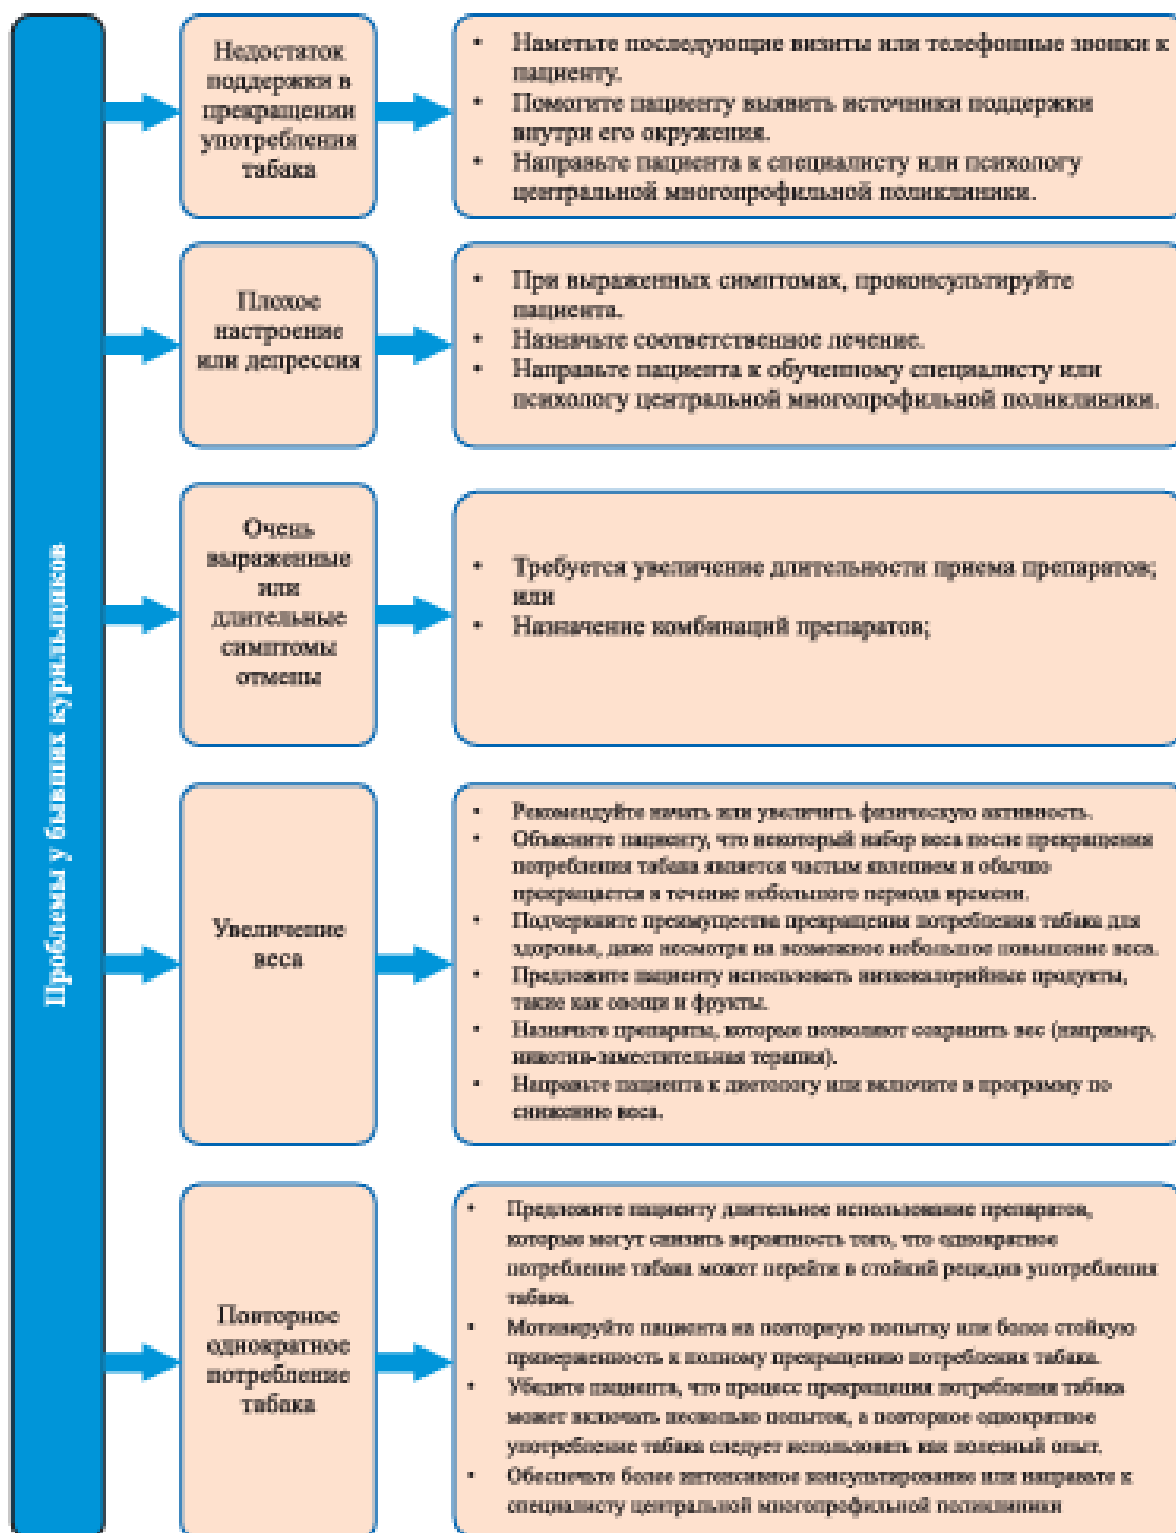 Проблемы у бывших курильщиков
Недостаток
поддержки в
прекращении
употребления
табака
• Наметьте последующие визиты или телефонные звонки к
пациенту.
• Помогите пациенту выявить источники поддержки
внутри его окружения.
• Направьте пациента к специалисту или психологу
центральной многопрофильной поликлиники.
Плохое
настроение
или депрессия
• При выраженных симптомах, проконсультируйте
пациента.
• Назначьте соответственное лечение.
• Направьте пациента к обученному специалисту или
психологу центральной многопрофильной поликлиники.
Очень
выраженные
или
длительные
симптомы
отмены
• Требуется увеличение длительности приема препаратов;
или
• Назначение комбинаций препаратов;
Увеличение
веса
• Рекомендуйте начать или увеличить физическую активность.
• Объясните пациенту, что некоторый набор веса после прекращения
потребления табака является частым явлением и обычно
прекращается в течение небольшого периода времени.
• Подчеркните преимущества прекращения потребления табака для
здоровья, даже несмотря на возможное небольшое повышение веса.
• Предложите пациенту использовать низкокалорийные продукты,
такие как овощи и фрукты.
• Назначьте препараты, которые позволяют сохранить вес (например,
никотин-заместительная терапия).
• Направьте пациента к диетологу или включите в программу по
снижению веса.
Повторное
однократное
потребление
табака
• Предложите пациенту длительное использование препаратов,
которые могут снизить вероятность того, что однократное
потребление табака может перейти в стойкий рецидив употребления
табака.
• Мотивируйте пациента на повторную попытку или более стойкую
приверженность к полному прекращению потребления табака.
• Убедите пациента, что процесс прекращения потребления табака
может включать несколько попыток, а повторное однократное
употребление табака следует использовать как полезный опыт.
• Обеспечьте более интенсивное консультирование или направьте к
специалисту центральной многопрофильной поликлиники